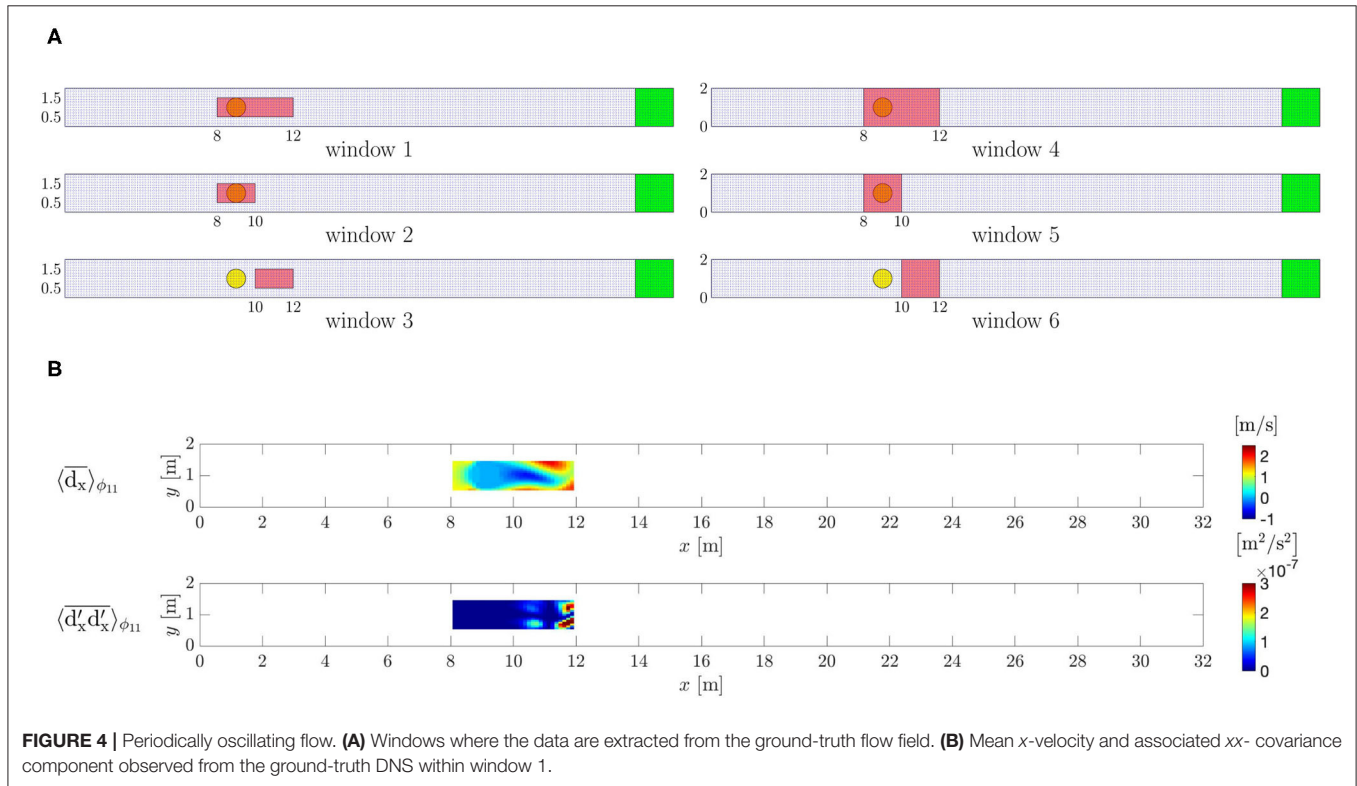 A
1.5
0.5
8
12
window 1
2
0
8
12
window 4
1.5
0.5
8
10
window 2
2
0
8
10
window 5
1.5
0.5
10
12
window 3
2
0
10
12
window 6
B
⟨d̅ₓ⟩ϕ₁₁
y [m]
2
1
0
0 2 4 6 8 10 12 14 16 18 20 22 24 26 28 30 32
x [m]
[m/s]
2
1
0
-1
⟨d′ₓd′ₓ⟩ϕ₁₁
y [m]
2
1
0
0 2 4 6 8 10 12 14 16 18 20 22 24 26 28 30 32
x [m]
[m²/s²]
×10⁻⁷
3
2
1
0
FIGURE 4 | Periodically oscillating flow. (A) Windows where the data are extracted from the ground-truth flow field. (B) Mean x-velocity and associated xx- covariance
component observed from the ground-truth DNS within window 1.